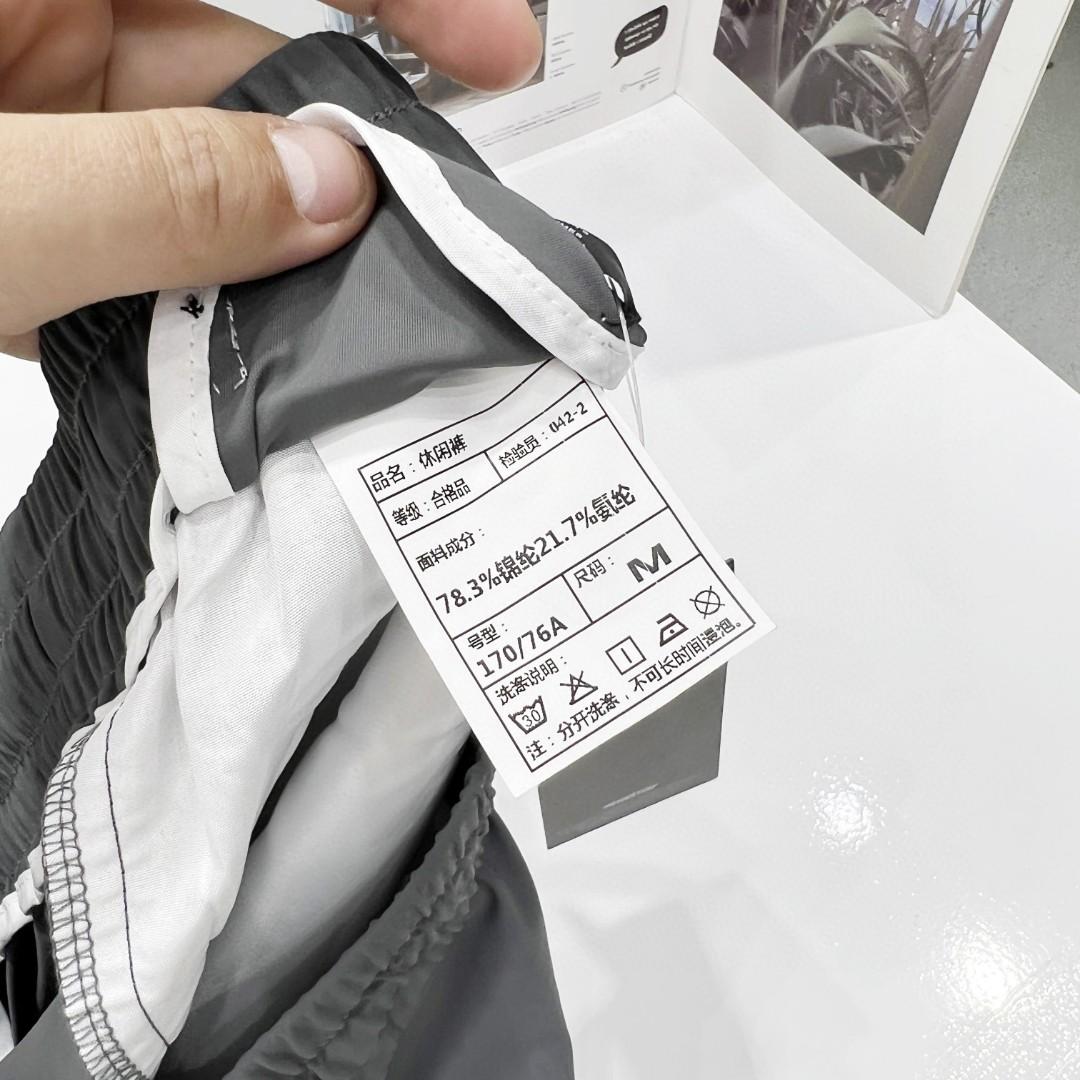 品名：休闲裤
检验员：042-2
等级：合格品
面料成分：
78.3%锦纶21.7%氨纶
号型：
170/76A
尺码：
M
洗涤说明：
30
1
注：分开洗涤，不可长时间浸泡。